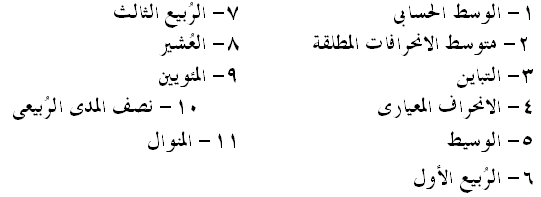 ١- الوسط الحسابى
٢- متوسط الانحرافات المطلقة
٣- التباين
٤- الانحراف المعيارى
٥- الوسيط
٦- الرُبيع الأول
٧- الرُبيع الثالث
٨- العُشير
٩- المئويين
١٠- نصف المدى الرُبيعى
١١- المنوال